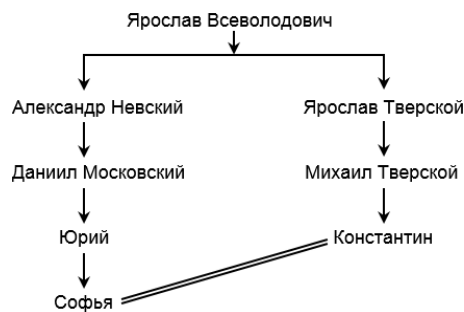 Ярослав Всеволодович
Александр Невский
Ярослав Тверской
Даниил Московский
Михаил Тверской
Юрий
Константин
Софья